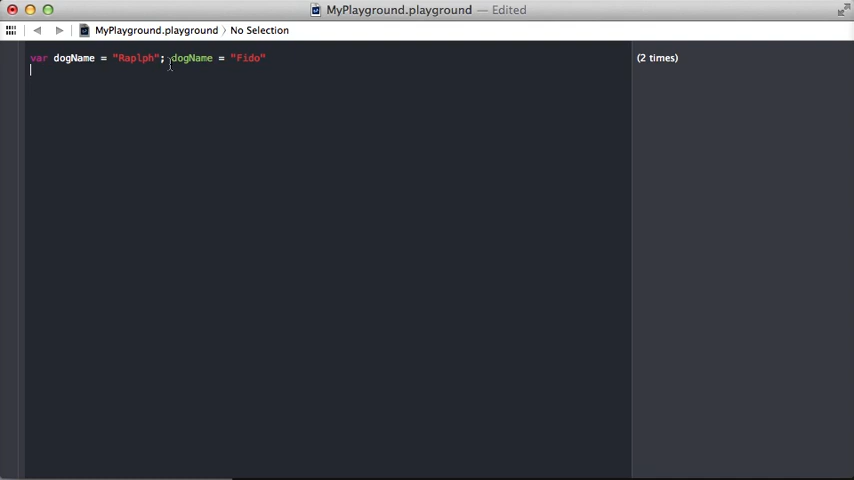 MyPlayground.playground — Edited
MyPlayground.playground No Selection
var dogName = "Raplph"; dogName = "Fido"
(2 times)